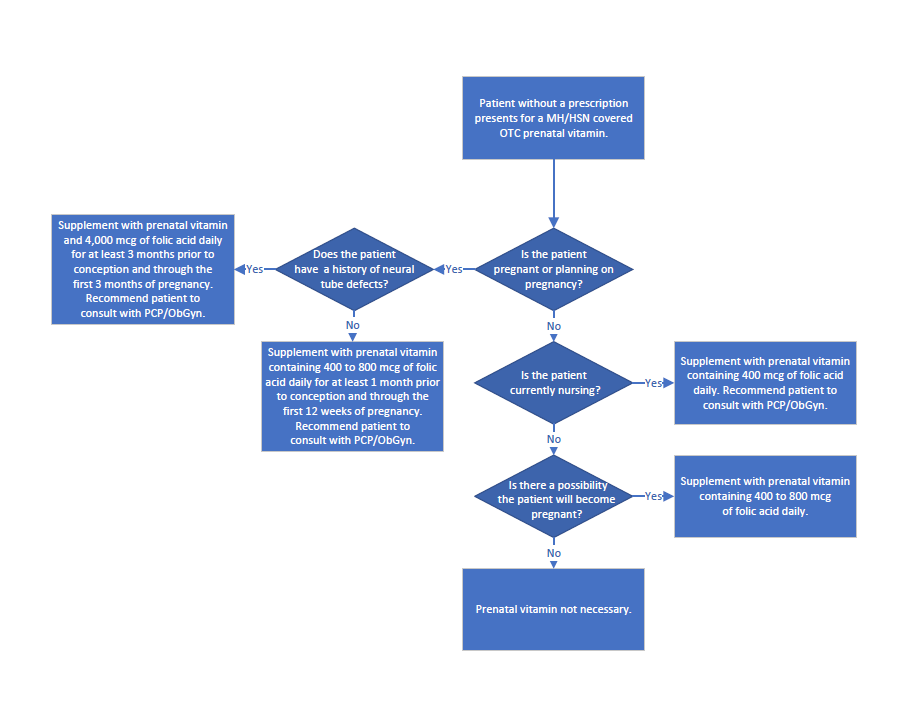 Patient without a prescription
presents for a MH/HSN covered
OTC prenatal vitamin.
Is the patient
pregnant or planning on
pregnancy?
Yes
Does the patient
have a history of neural
tube defects?
Yes
Supplement with prenatal vitamin
and 4,000 mcg of folic acid daily
for at least 3 months prior to
conception and through the
first 3 months of pregnancy.
Recommend patient to
consult with PCP/ObGyn.
No
Supplement with prenatal vitamin
containing 400 to 800 mcg of folic
acid daily for at least 1 month prior
to conception and through the
first 12 weeks of pregnancy.
Recommend patient to
consult with PCP/ObGyn.
No
Is the patient
currently nursing?
Yes
Supplement with prenatal vitamin
containing 400 mcg of folic acid
daily. Recommend patient to
consult with PCP/ObGyn.
No
Is there a possibility
the patient will become
pregnant?
Yes
Supplement with prenatal vitamin
containing 400 to 800 mcg
of folic acid daily.
No
Prenatal vitamin not necessary.